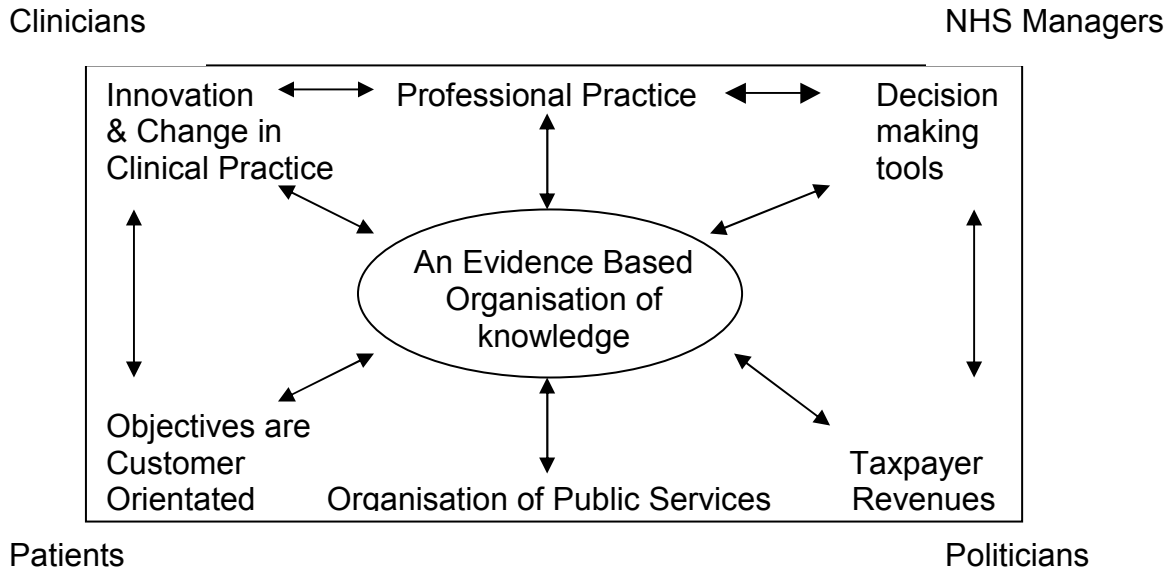 Clinicians
NHS Managers
Innovation
& Change in
Clinical Practice
Professional Practice
Decision
making
tools
An Evidence Based
Organisation of
knowledge
Objectives are
Customer
Orientated
Organisation of Public Services
Taxpayer
Revenues
Patients
Politicians